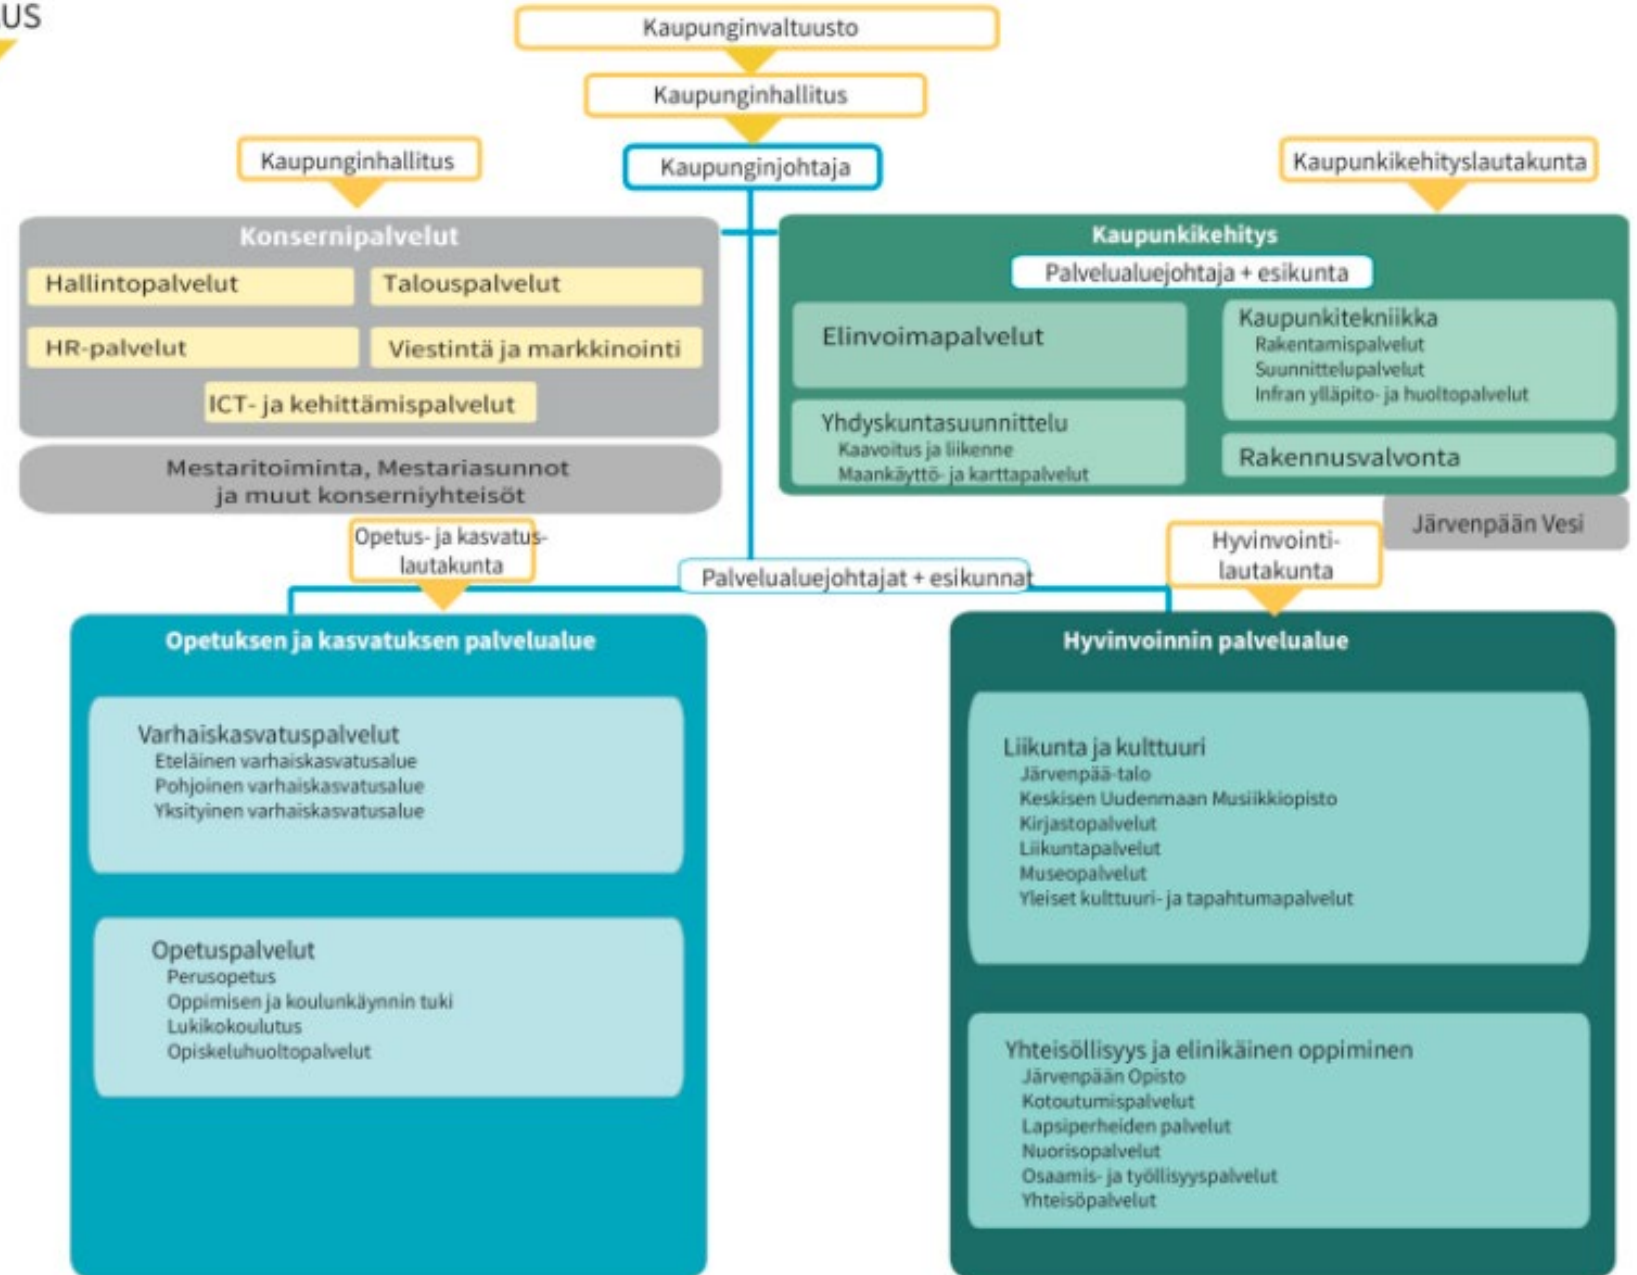 US
Kaupunginvaltuusto
Kaupunginhallitus
Kaupunginjohtaja
Kaupunginhallitus
Konsernipalvelut
Hallintopalvelut
Talouspalvelut
HR-palvelut
Viestintä ja markkinointi
ICT- ja kehittämispalvelut
Mestaritoiminta, Mestariasunnot
ja muut konserniyhteisöt
Kaupunkikehityslautakunta
Kaupunkikehitys
Palvelualuejohtaja + esikunta
Elinvoimapalvelut
Yhdyskuntasuunnittelu
Kaavoitus ja liikenne
Maankäyttö- ja karttapalvelut
Kaupunkitekniikka
Rakentamispalvelut
Suunnittelupalvelut
Infran ylläpito- ja huoltopalvelut
Rakennusvalvonta
Järvenpään Vesi
Palvelualuejohtajat + esikunnat
Opetus- ja kasvatus-
lautakunta
Opetuksen ja kasvatuksen palvelualue
Varhaiskasvatuspalvelut
Eteläinen varhaiskasvatusalue
Pohjoinen varhaiskasvatusalue
Yksityinen varhaiskasvatusalue
Opetuspalvelut
Perusopetus
Oppimisen ja koulunkäynnin tuki
Lukikokoulutus
Opiskeluhuoltopalvelut
Hyvinvointi-
lautakunta
Hyvinvoinnin palvelualue
Liikunta ja kulttuuri
Järvenpää-talo
Keskisen Uudenmaan Musiikkiopisto
Kirjastopalvelut
Liikuntapalvelut
Museopalvelut
Yleiset kulttuuri- ja tapahtumapalvelut
Yhteisöllisyys ja elinikäinen oppiminen
Järvenpään Opisto
Kotoutumispalvelut
Lapsiperheiden palvelut
Nuorisopalvelut
Osaamis- ja työllisyyspalvelut
Yhteisöpalvelut